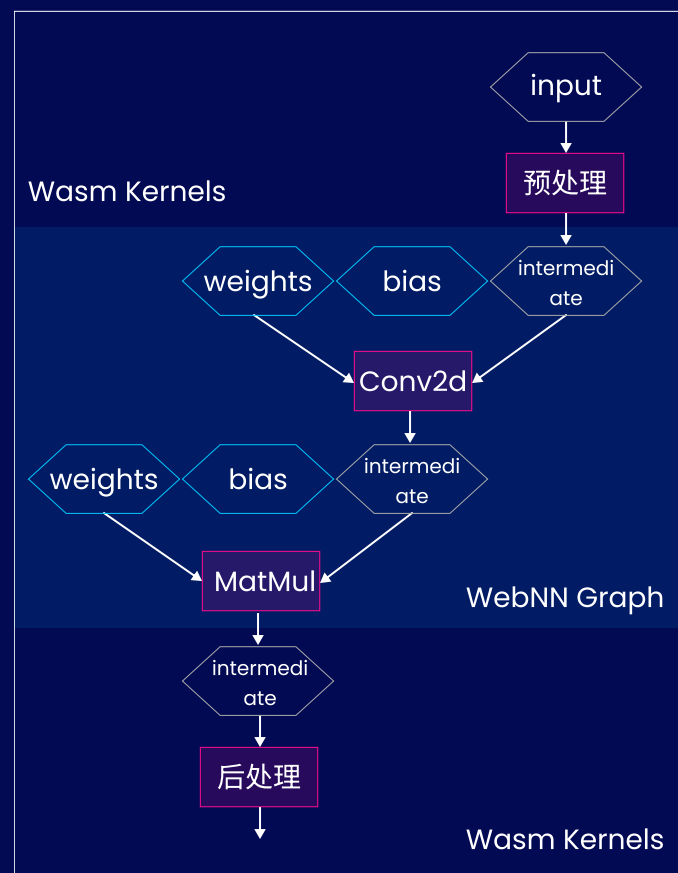 input
预处理
Wasm Kernels
weights
bias
intermedi
ate
Conv2d
weights
bias
intermedi
ate
MatMul
WebNN Graph
intermedi
ate
后处理
Wasm Kernels